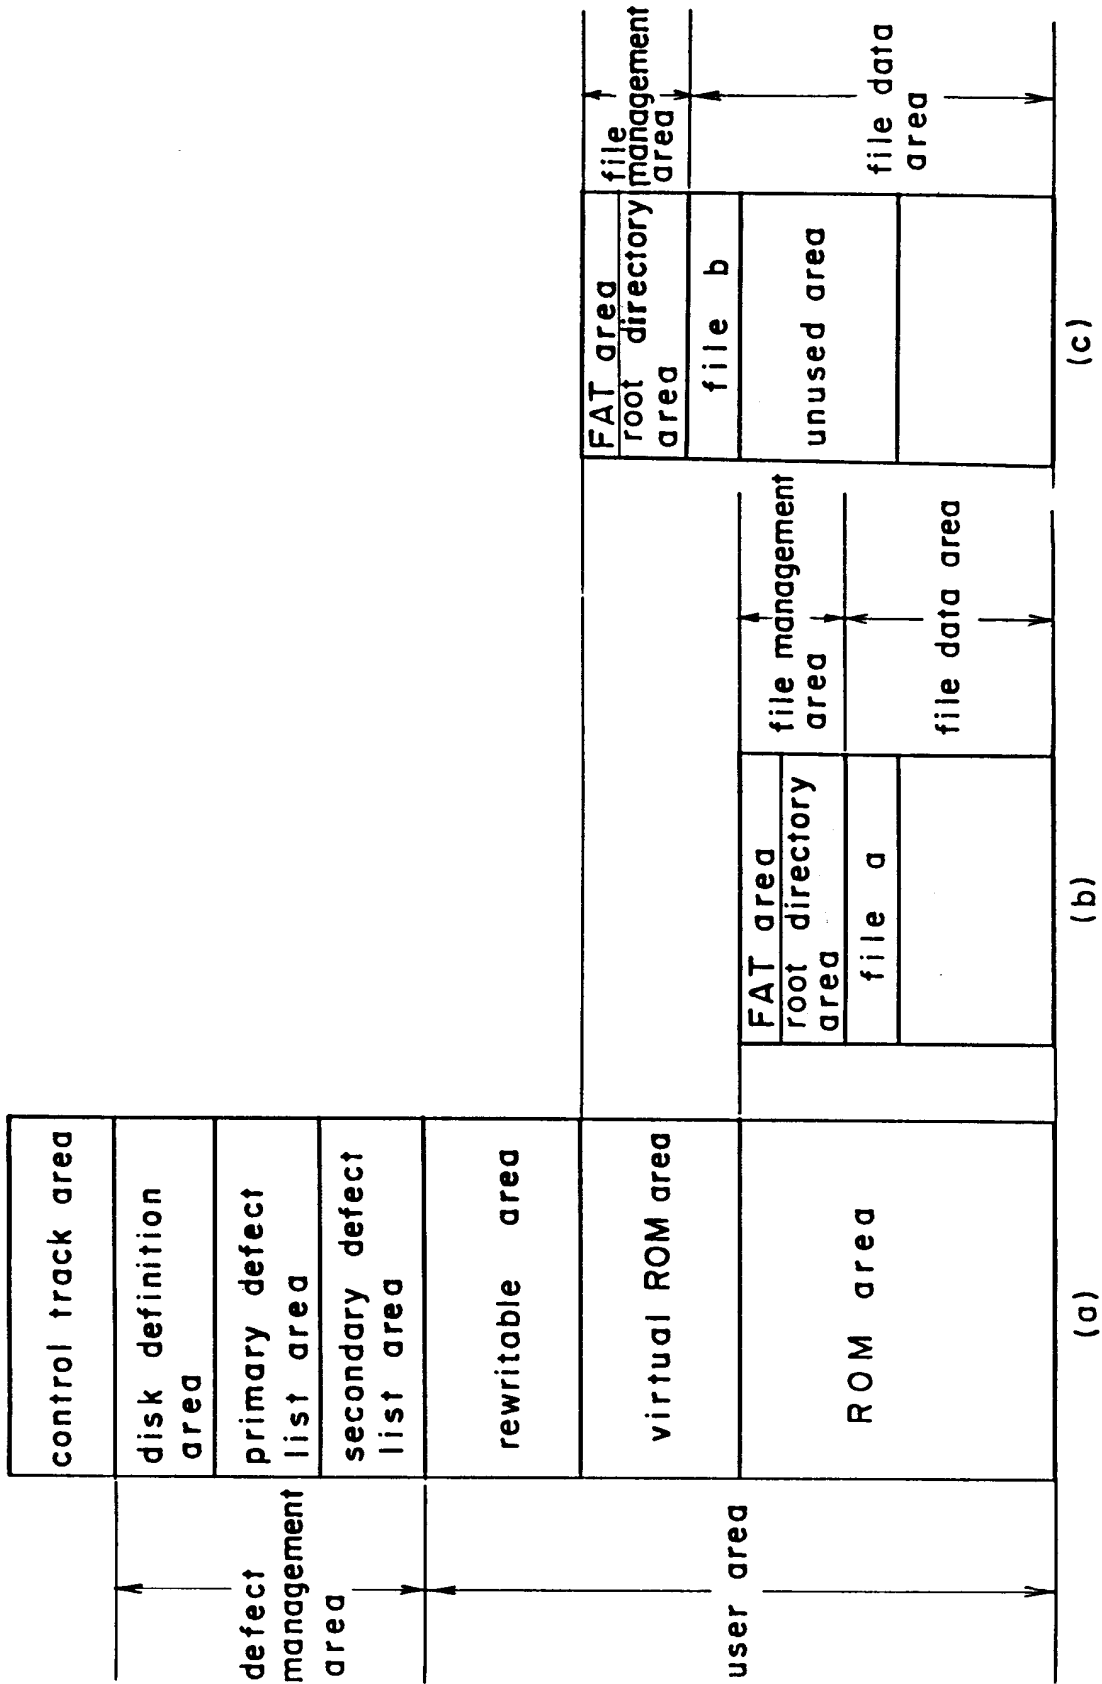 control track area
disk definition
area
primary defect
list area
secondary defect
list area
rewritable area
virtual ROM area
ROM area
defect
management
area
user area
(a)
FAT area
root directory
area
file a
file management
area
file data area
(b)
FAT area
root directory
area
file b
unused area
file
management
area
file data
area
(c)